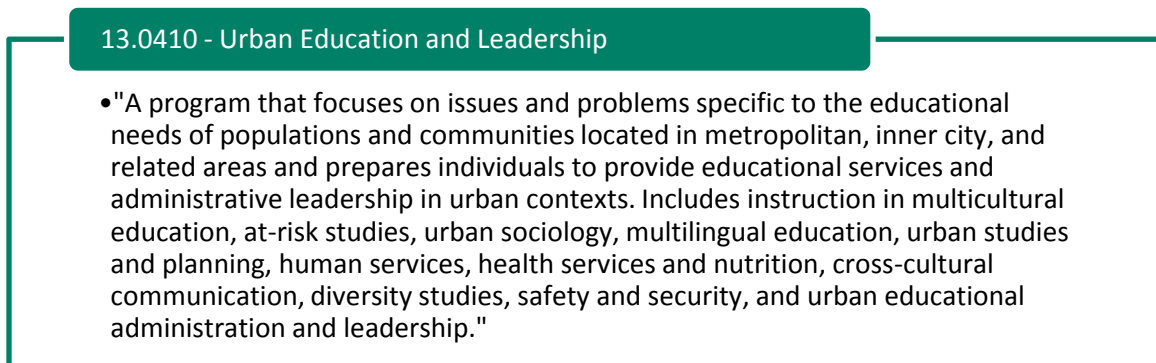 13.0410 - Urban Education and Leadership
•"A program that focuses on issues and problems specific to the educational
needs of populations and communities located in metropolitan, inner city, and
related areas and prepares individuals to provide educational services and
administrative leadership in urban contexts. Includes instruction in multicultural
education, at-risk studies, urban sociology, multilingual education, urban studies
and planning, human services, health services and nutrition, cross-cultural
communication, diversity studies, safety and security, and urban educational
administration and leadership."